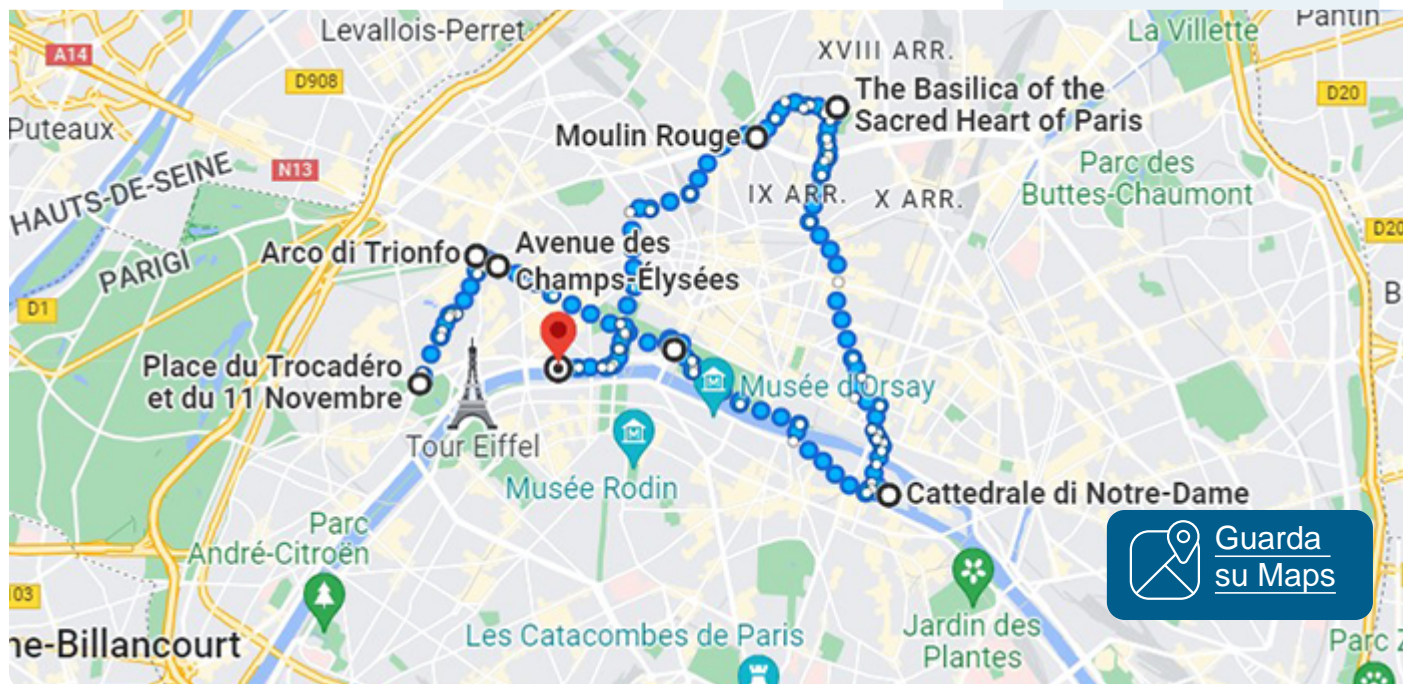 Levallois-Perret
La Villette
Pantin
XVIII ARR.
A14
D908
The Basilica of the
Sacred Heart of Paris
D20
Puteaux
Moulin Rouge
N13
Parc des
Buttes-Chaumont
HAUTS-DE-SEINE
IX ARR.
X ARR.
D20
Arco di Trionfo
Avenue des
Champs-Élysées
PARIGI
B
D1
Place du Trocadéro
et du 11 Novembre
Musée d'Orsay
Tour Eiffel
Musée Rodin
Cattedrale di Notre-Dame
Parc
André-Citroën
Guarda
su Maps
03
ne-Billancourt
Les Catacombes de Paris
Jardin des
Plantes
Parc Z